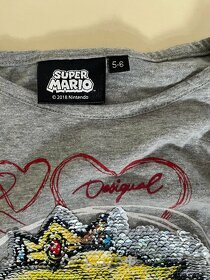 SUPER
MARIO
© 2018 Nintendo
5-6
Desigual